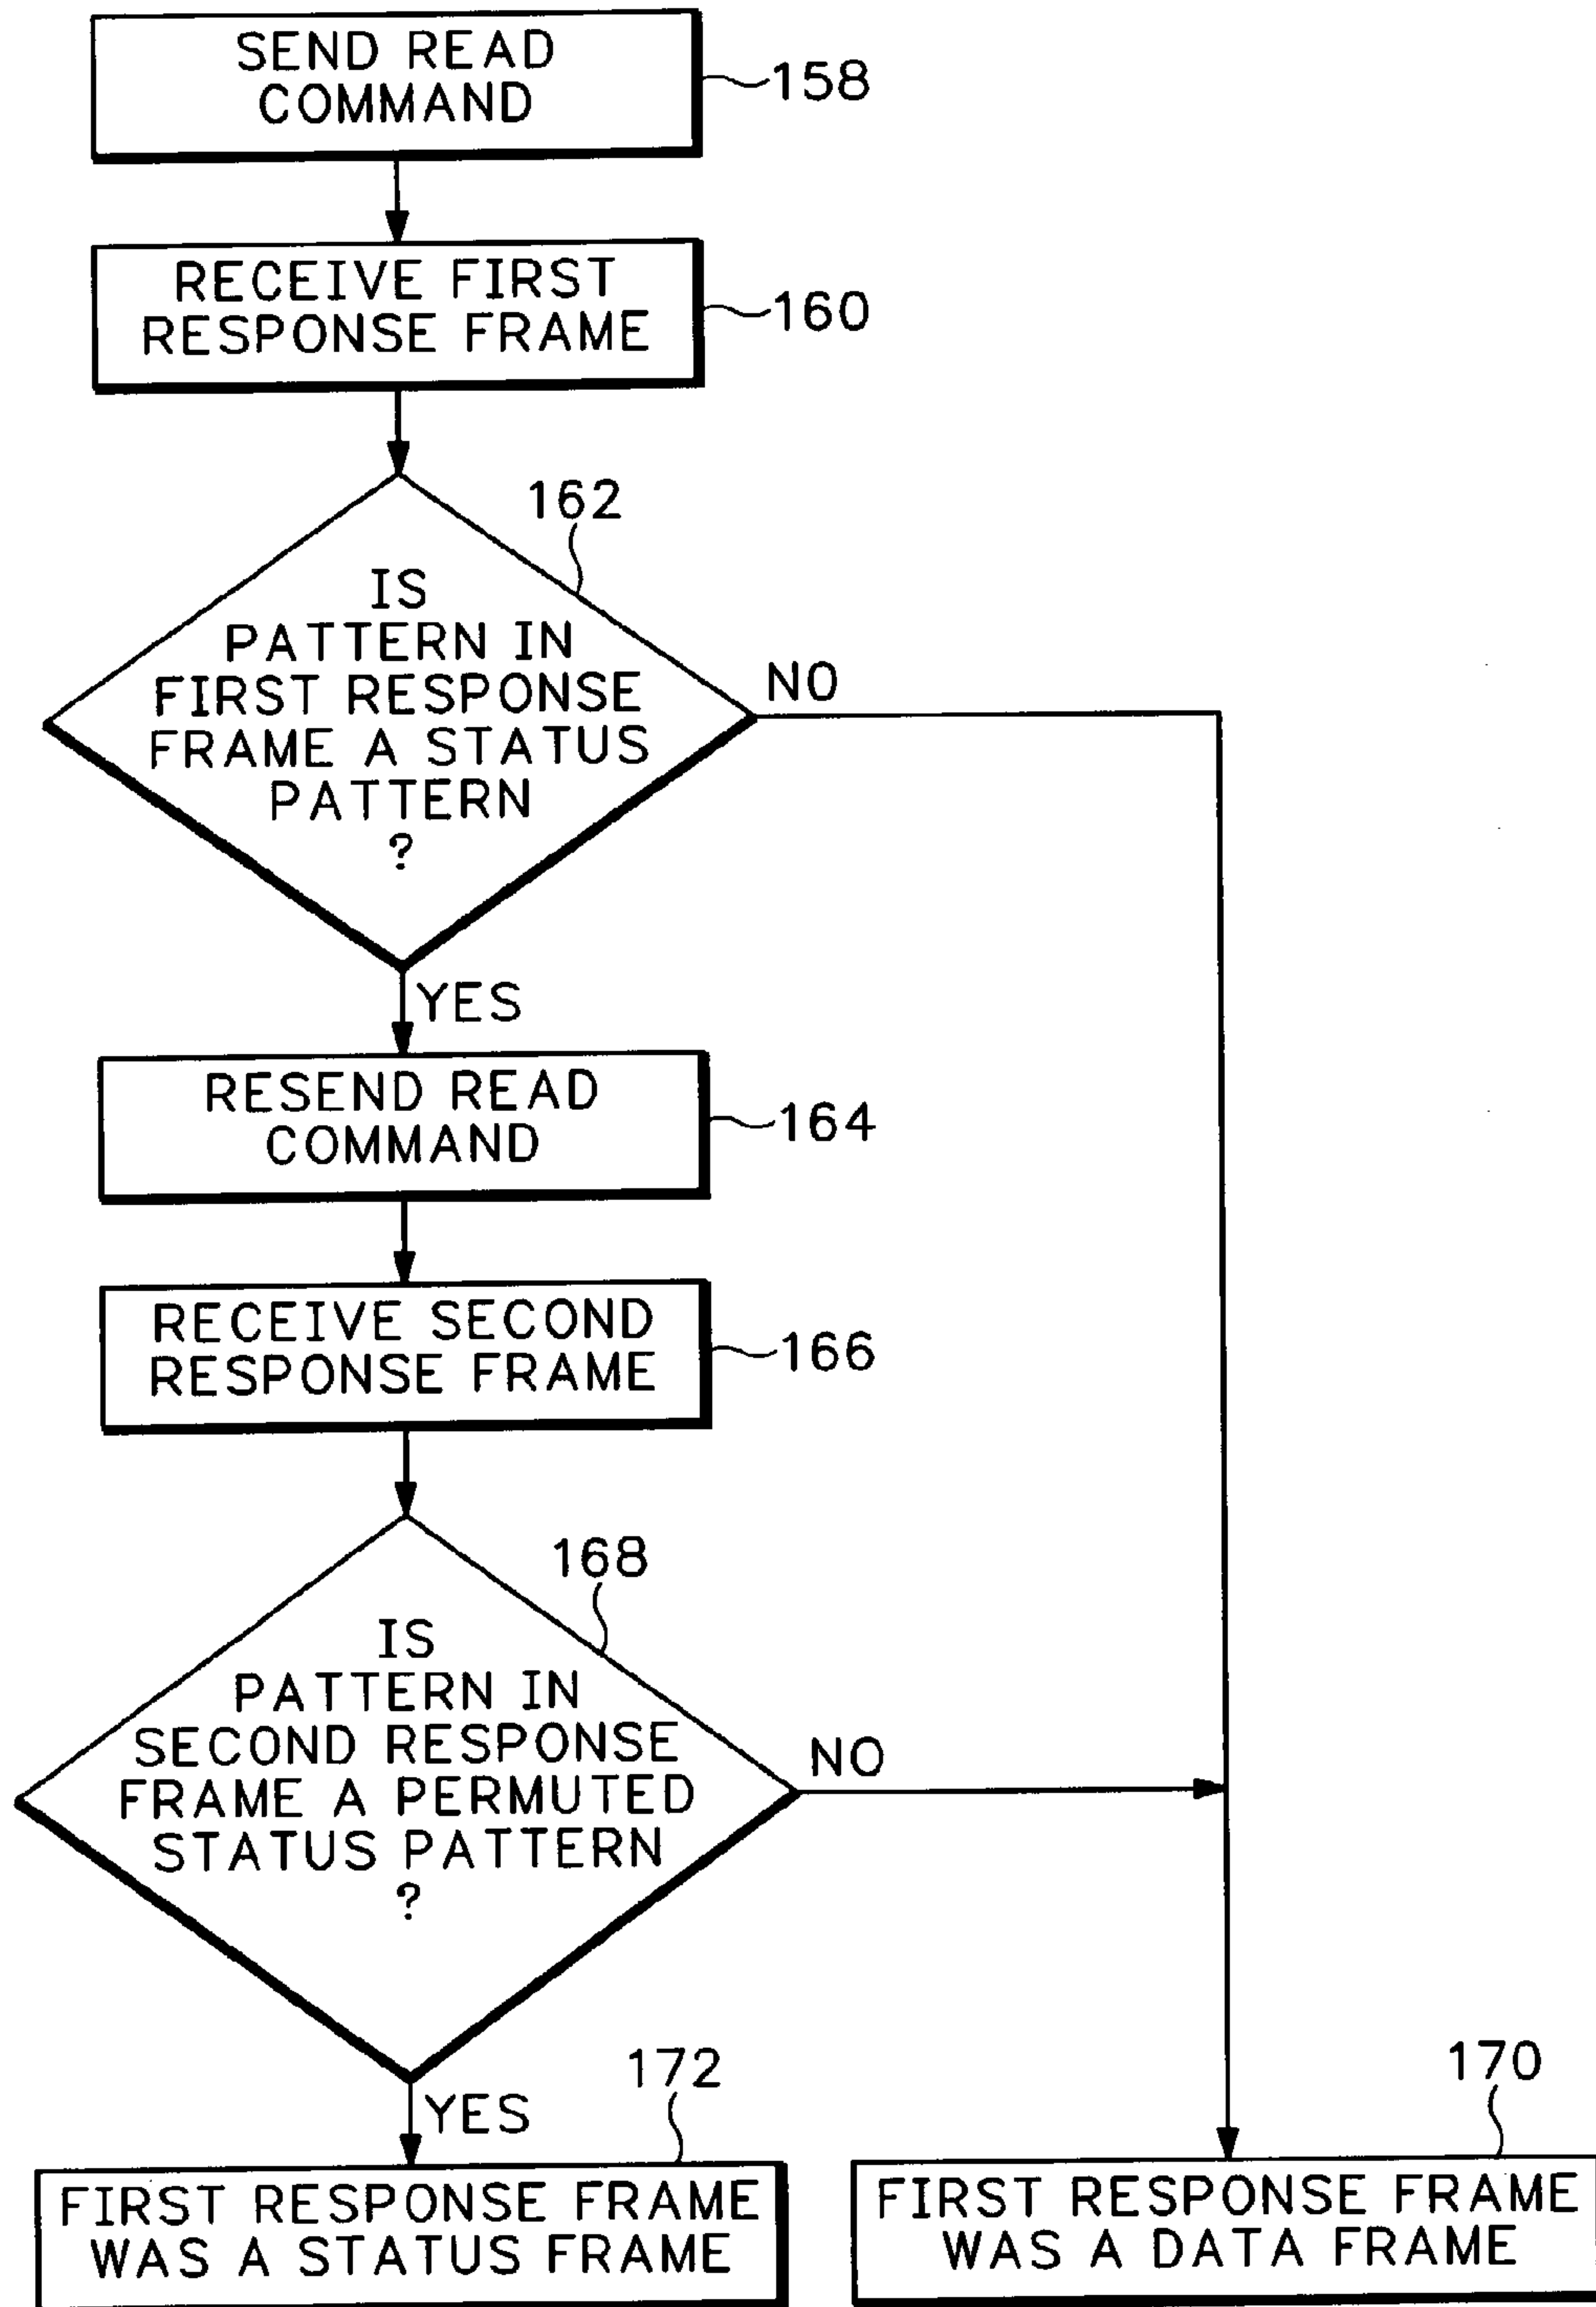 SEND READ
COMMAND
158
RECEIVE FIRST
RESPONSE FRAME
160
162
IS
PATTERN IN
FIRST RESPONSE
FRAME A STATUS
PATTERN
?
NO
YES
RESEND READ
COMMAND
164
RECEIVE SECOND
RESPONSE FRAME
166
168
IS
PATTERN IN
SECOND RESPONSE
FRAME A PERMUTED
STATUS PATTERN
?
NO
YES
172
170
FIRST RESPONSE FRAME
WAS A STATUS FRAME
FIRST RESPONSE FRAME
WAS A DATA FRAME